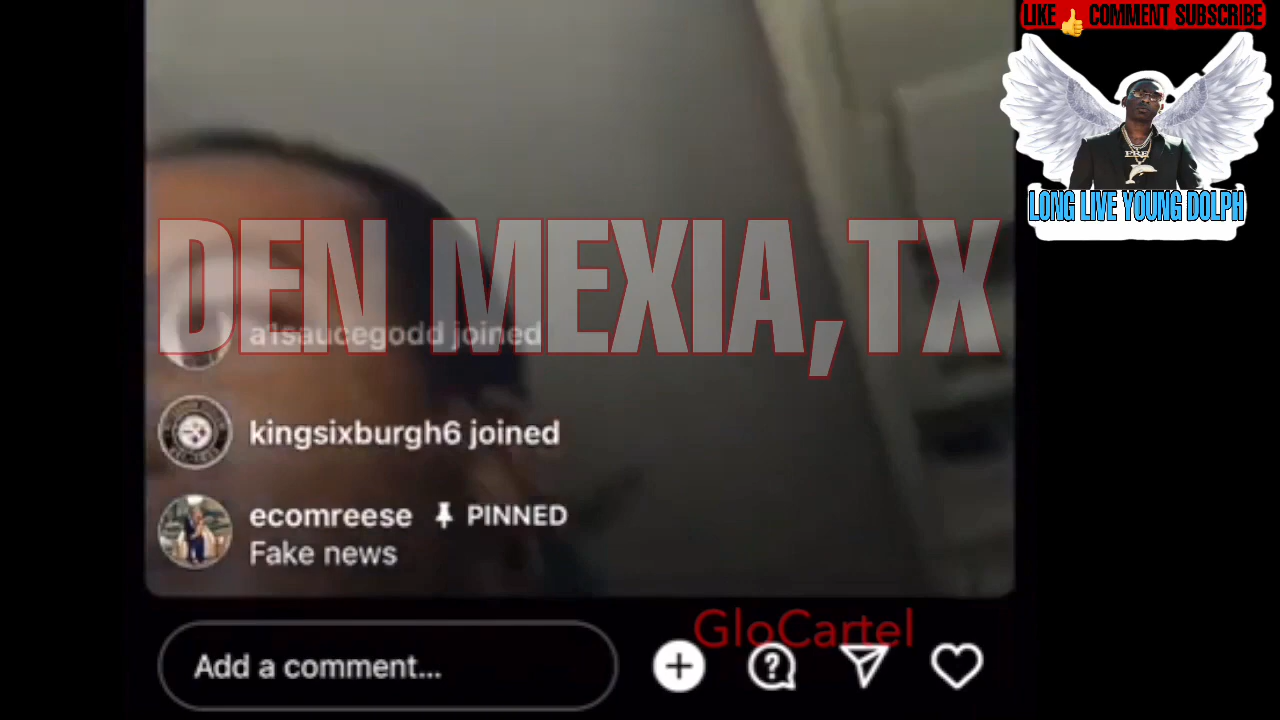 LIKE 👍 COMMENT SUBSCRIBE
ERE
LONG LIVE YOUNG DOLPH
DEN MEXIA,TX
a1saucegodd joined
kingsixburgh6 joined
ecomreese PINNED
Fake news
GloCartel
Add a comment...